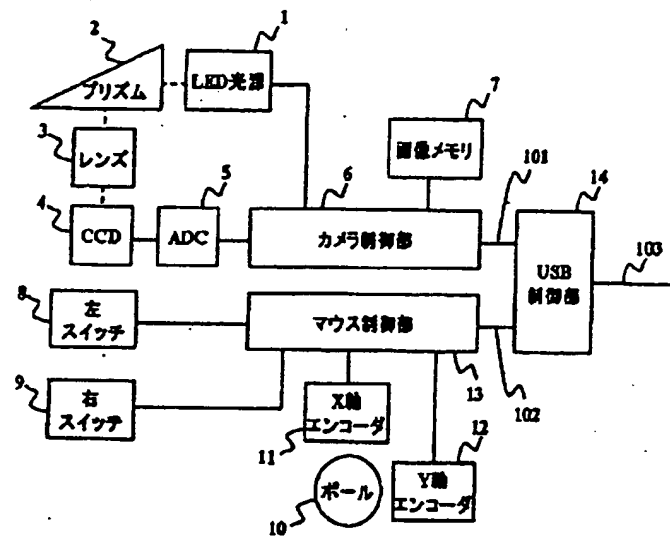 1
2
LED光源
プリズム
7
画像メモリ
3
レンズ
5
6
101
14
4
CCD
ADC
カメラ制御部
USB
制御部
103
8
左
スイッチ
マウス制御部
13
102
9
右
スイッチ
X軸
エンコーダ
11
12
Y軸
エンコーダ
ボール
10